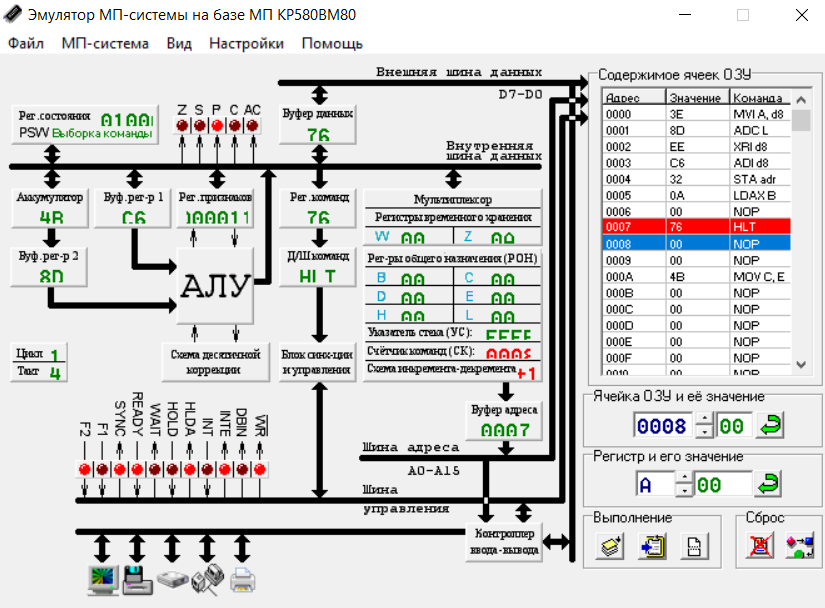 Эмулятор МП-системы на базе МП КР580ВМ80
Файл МП-система Вид Настройки Помощь
Внешняя шина данных
D7-D0
Рег.состояния
PSW Выборка команды
Z S P C AC
Буфер данных
76
Внутренняя
шина данных
Аккумулятор
4B
Буф.рег-р 1
C6
Рег.признаков
Рег.команд
76
Мультиплексор
Регистры временного хранения
W 00 Z 00
Буф.рег-р 2
8D
АЛУ
Д/Ш команд
HLT
Рег-ры общего назначения (РОН)
B 00 C 00
D 00 E 00
H 00 L 00
Указатель стека (УС): FFFF
Счётчик команд (СК): 0008
Схема инкремента-декремента +1
Цикл 1
Такт 4
Схема десятичной
коррекции
Блок синх-ции
и управления
Буфер адреса
0007
F2 F1 SYNC READY WAIT HOLD HLDA INT INTE DBIN WR
Шина адреса
A0-A15
Шина
управления
Контроллер
ввода-вывода
Содержимое ячеек ОЗУ
Адрес Значение Команда
0000 3E MVI A, d8
0001 8D ADC L
0002 EE XRI d8
0003 C6 ADI d8
0004 32 STA adr
0005 0A LDAX B
0006 00 NOP
0007 76 HLT
0008 00 NOP
0009 00 NOP
000A 4B MOV C, E
000B 00 NOP
000C 00 NOP
000D 00 NOP
000E 00 NOP
000F 00 NOP
0010 00 NOP
Ячейка ОЗУ и её значение
0008 00
Регистр и его значение
A 00
Выполнение
Сброс